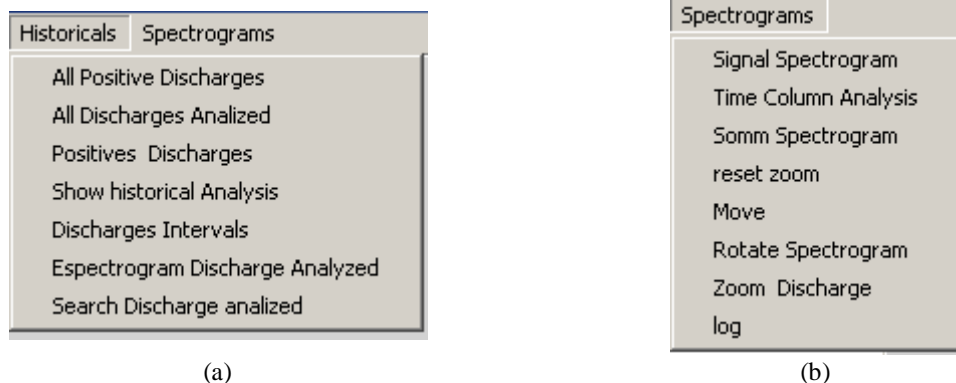 Historicals Spectrograms
All Positive Discharges
All Discharges Analized
Positives Discharges
Show historical Analysis
Discharges Intervals
Espectrogram Discharge Analyzed
Search Discharge analized
(a)
Spectrograms
Signal Spectrogram
Time Column Analysis
Somm Spectrogram
reset zoom
Move
Rotate Spectrogram
Zoom Discharge
log
(b)